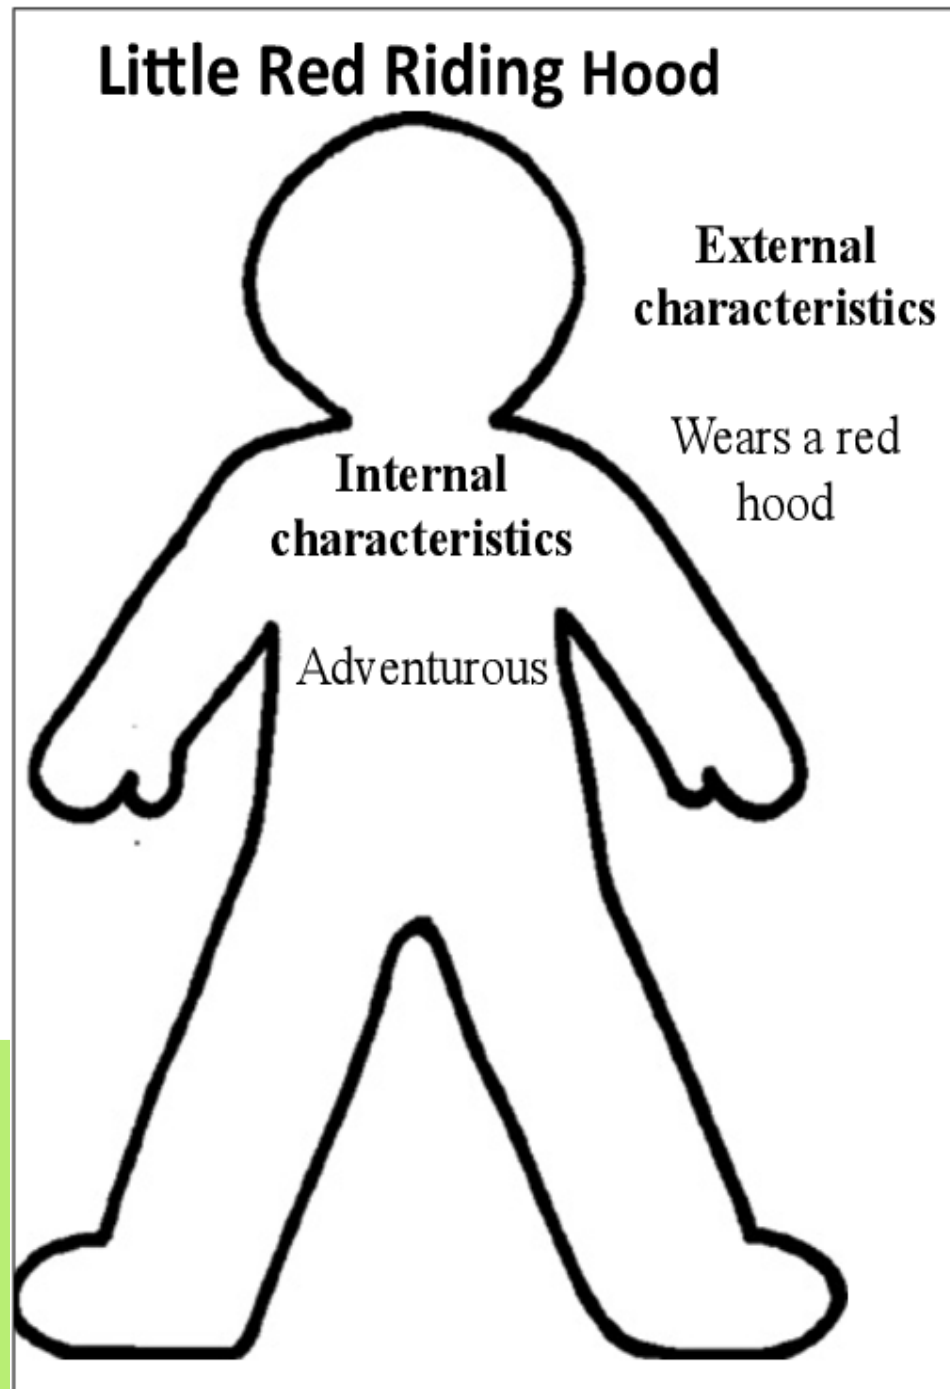 Little Red Riding Hood
External
characteristics
Wears a red
hood
Internal
characteristics
Adventurous